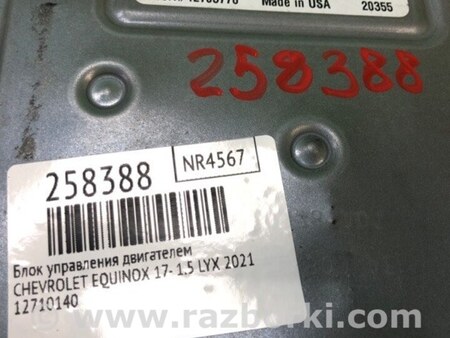 Made in USA 20355
258388
258388
NR4567
Блок управления двигателем
CHEVROLET EQUINOX 17- 1.5 LYX 2021
12710140
www.razborki.com